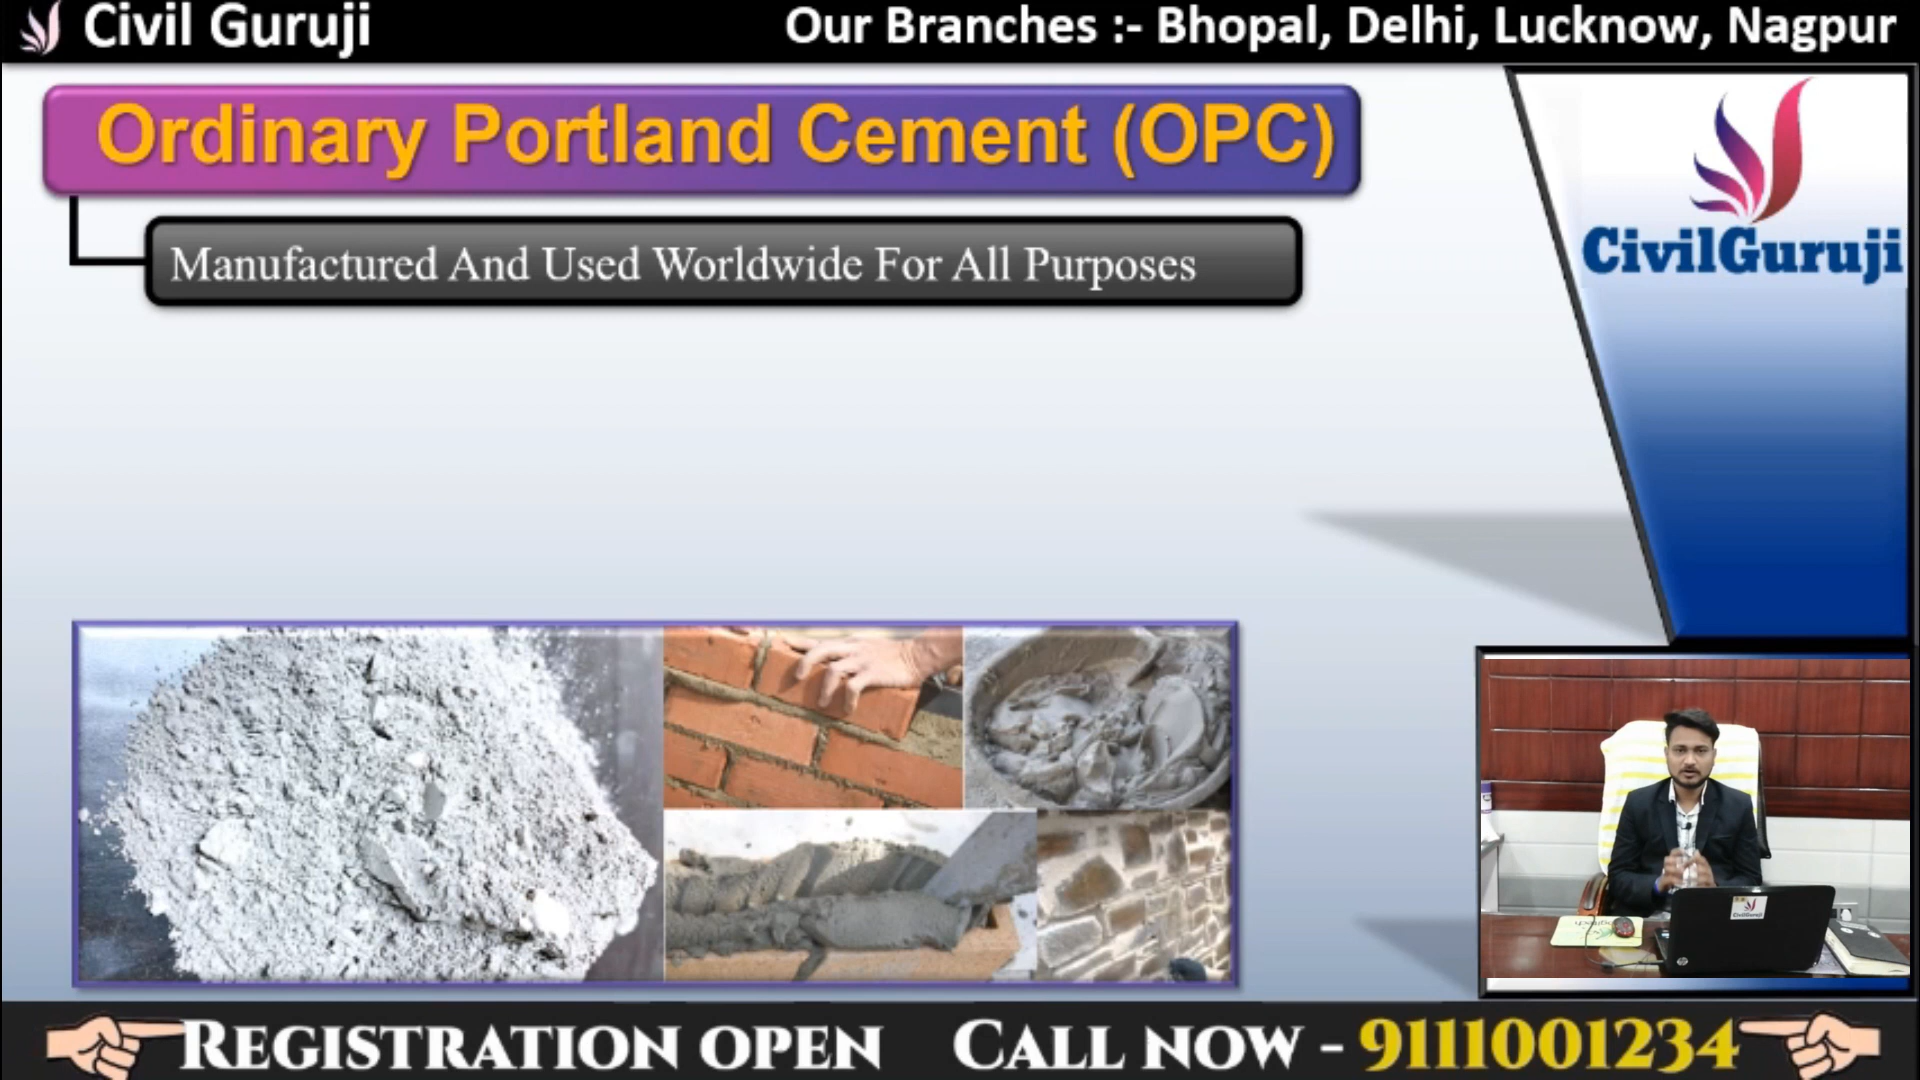 Civil Guruji
Our Branches :- Bhopal, Delhi, Lucknow, Nagpur
Ordinary Portland Cement (OPC)
Manufactured And Used Worldwide For All Purposes
CivilGuruji
REGISTRATION OPEN CALL NOW - 9111001234